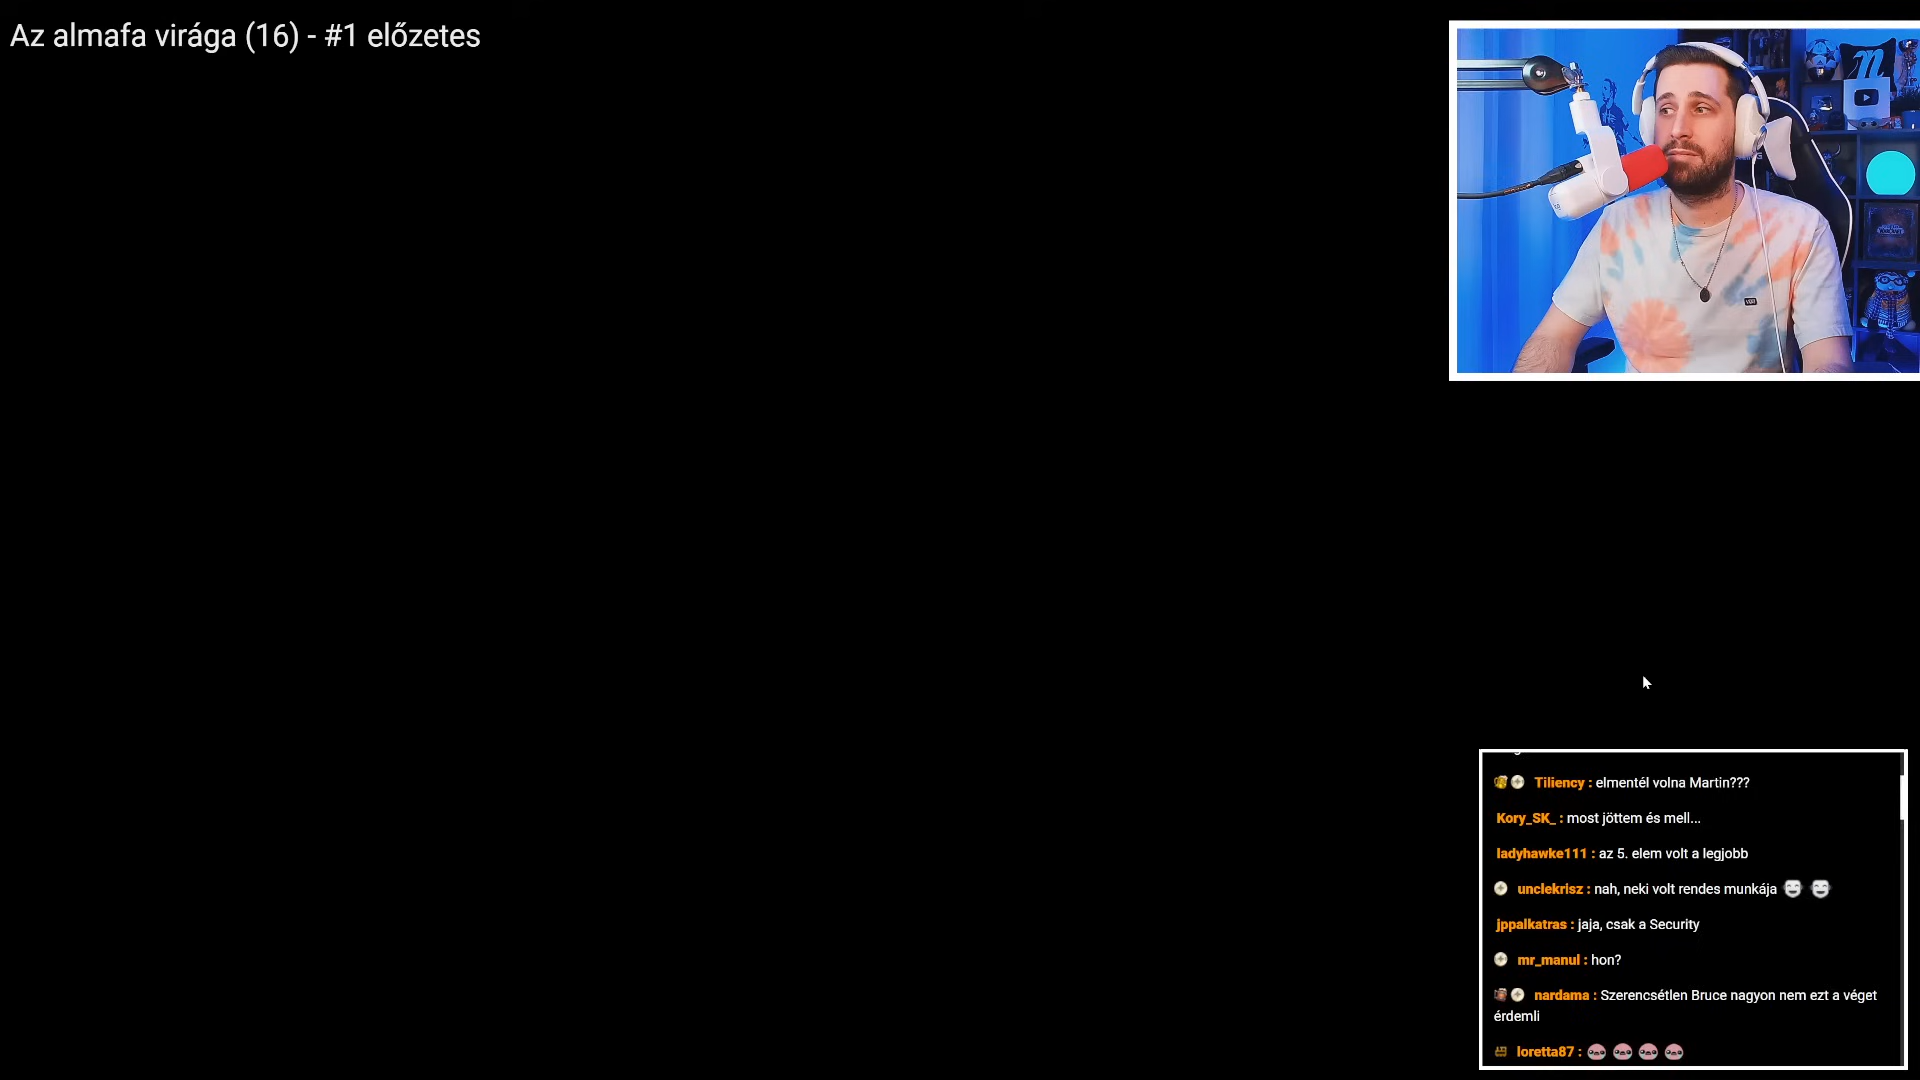 Az almafa virága (16) - #1 előzetes
Tiliency : elmentél volna Martin???
Kory_SK_ : most jöttem és mell...
ladyhawke111 : az 5. elem volt a legjobb
unclekrisz : nah, neki volt rendes munkája
jppalkatras : jaja, csak a Security
mr_manul : hon?
nardama : Szerencsétlen Bruce nagyon nem ezt a véget
érdemli
loretta87 :